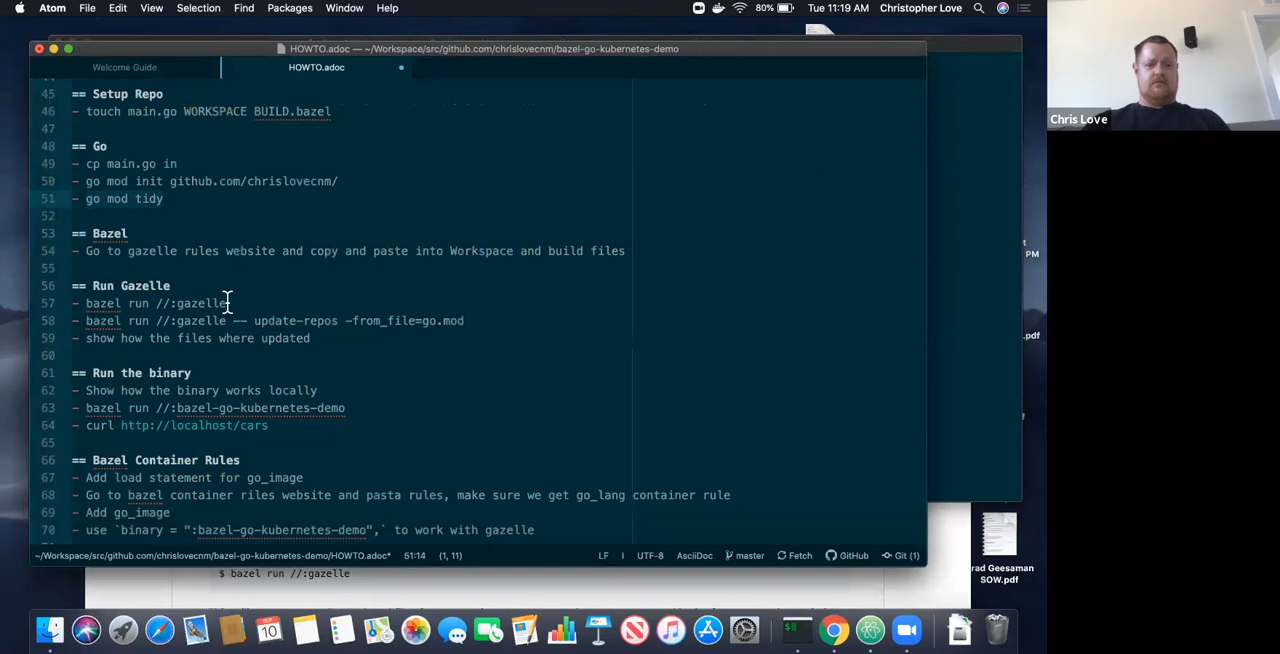 Atom File Edit View Selection Find Packages Window Help 80% Tue 11:19 AM Christopher Love
HOWTO.adoc — ~/Workspace/src/github.com/chrislovecnm/bazel-go-kubernetes-demo
Welcome Guide HOWTO.adoc
Chris Love
45 == Setup Repo
46 - touch main.go WORKSPACE BUILD.bazel
47
48 == Go
49 - cp main.go in
50 - go mod init github.com/chrislovecnm/
51 - go mod tidy
52
53 == Bazel
54 - Go to gazelle rules website and copy and paste into Workspace and build files
55
56 == Run Gazelle
57 - bazel run //:gazelle
58 - bazel run //:gazelle -- update-repos -from_file=go.mod
59 - show how the files where updated
60
61 == Run the binary
62 - Show how the binary works locally
63 - bazel run //:bazel-go-kubernetes-demo
64 - curl http://localhost/cars
65
66 == Bazel Container Rules
67 - Add load statement for go_image
68 - Go to bazel container riles website and pasta rules, make sure we get go_lang container rule
69 - Add go_image
70 - use `binary = ":bazel-go-kubernetes-demo",` to work with gazelle
PM
.pdf
~/Workspace/src/github.com/chrislovecnm/bazel-go-kubernetes-demo/HOWTO.adoc* 51:14 (1, 11) LF UTF-8 AsciiDoc master Fetch GitHub Git (1)
$ bazel run //:gazelle
rad Geesaman
SOW.pdf